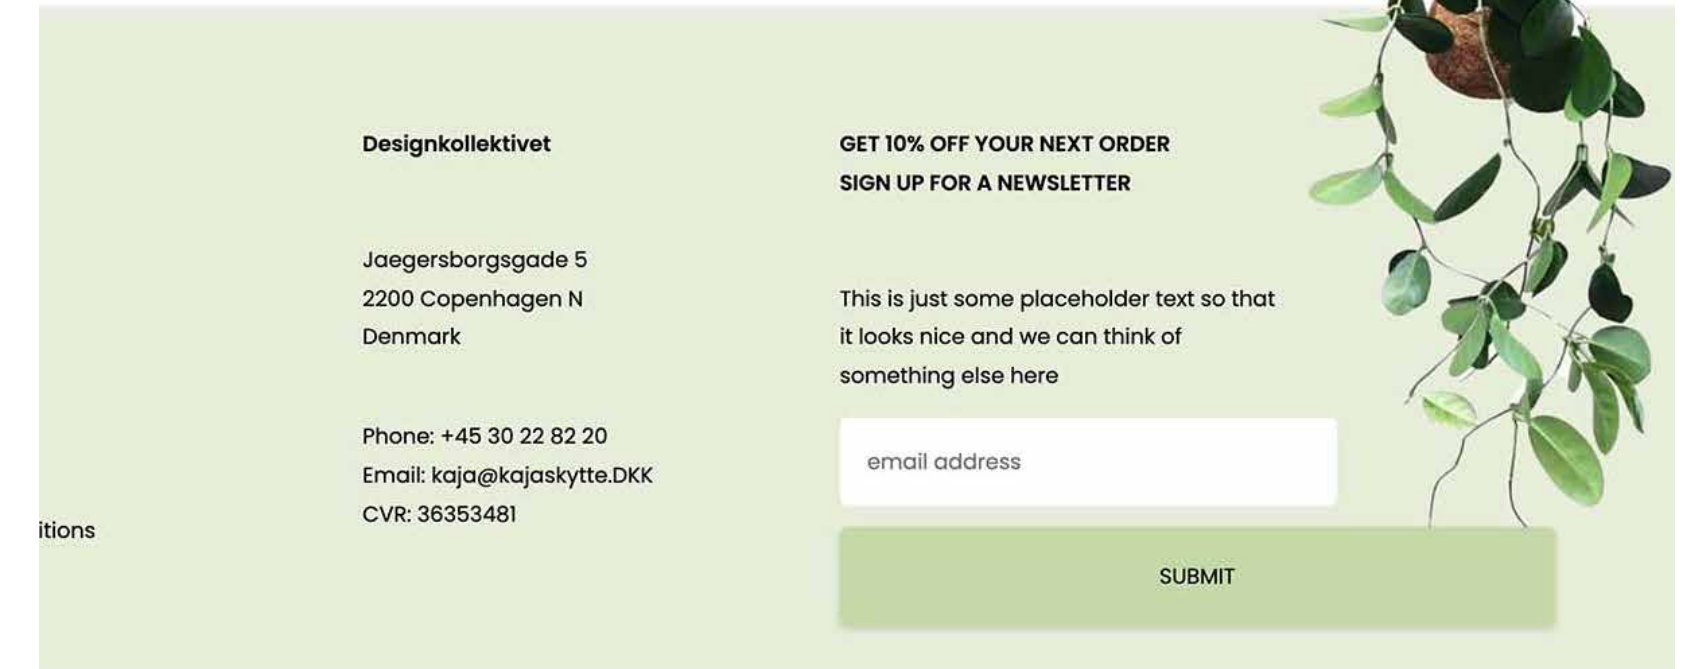 Designkollektivet
Jaegersborgsgade 5
2200 Copenhagen N
Denmark
Phone: +45 30 22 82 20
Email: kaja@kajaskytte.DKK
CVR: 36353481
itions
GET 10% OFF YOUR NEXT ORDER
SIGN UP FOR A NEWSLETTER
This is just some placeholder text so that
it looks nice and we can think of
something else here
email address
SUBMIT